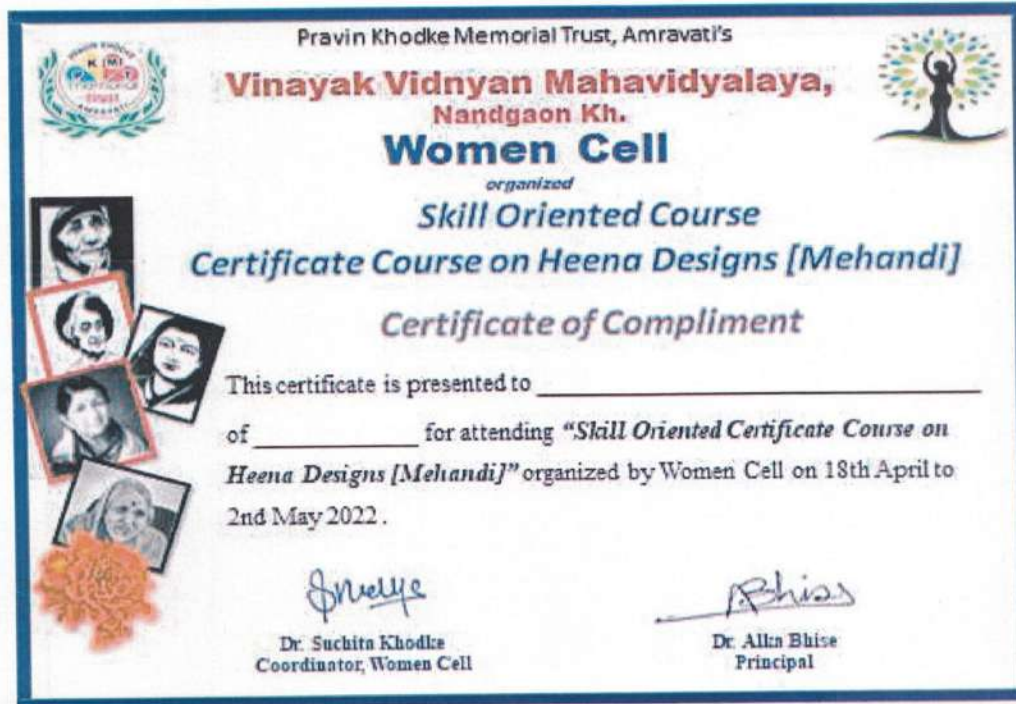 Pravin Khodke Memorial Trust, Amravati's
Vinayak Vidnyan Mahavidyalaya,
Nandgaon Kh.
Women Cell
organized
Skill Oriented Course
Certificate Course on Heena Designs [Mehandi]
Certificate of Compliment
This certificate is presented to
of for attending "Skill Oriented Certificate Course on
Heena Designs [Mehandi]" organized by Women Cell on 18th April to
2nd May 2022.
Dr. Suchita Khodke
Coordinator, Women Cell
Dr. Alka Bhise
Principal